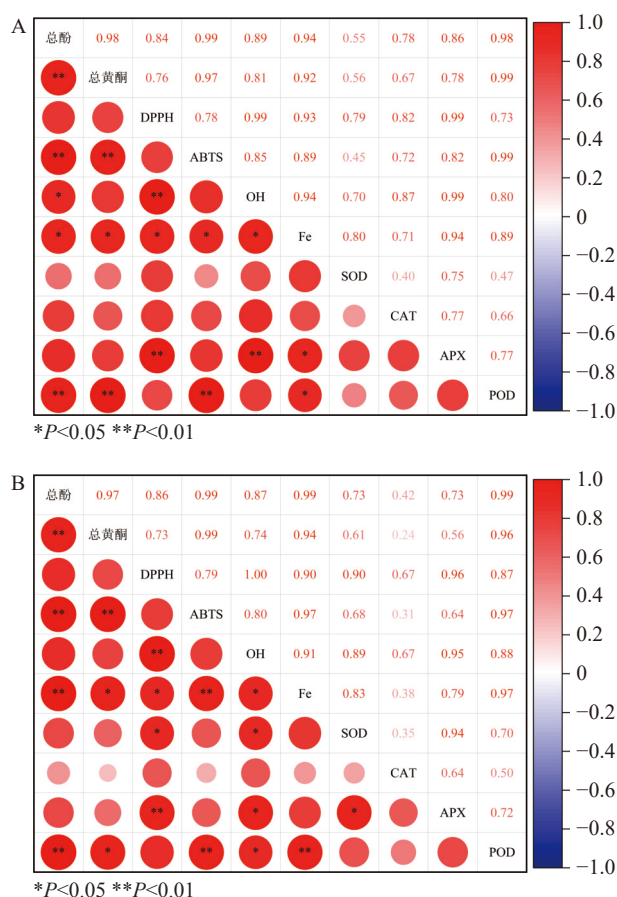 A
总酚 0.98 0.84 0.99 0.89 0.94 0.55 0.78 0.86 0.98
** 总黄酮 0.76 0.97 0.81 0.92 0.56 0.67 0.78 0.99
DPPH 0.78 0.99 0.93 0.79 0.82 0.99 0.73
** ** ABTS 0.85 0.89 0.45 0.72 0.82 0.99
* ** OH 0.94 0.70 0.87 0.99 0.80
* * * * * Fe 0.80 0.71 0.94 0.89
SOD 0.40 0.75 0.47
CAT 0.77 0.66
** ** * APX 0.77
** ** ** * POD
1.0
0.8
0.6
0.4
0.2
0
−0.2
−0.4
−0.6
−0.8
−1.0
*P<0.05 **P<0.01
B
总酚 0.97 0.86 0.99 0.87 0.99 0.73 0.42 0.73 0.99
** 总黄酮 0.73 0.99 0.74 0.94 0.61 0.24 0.56 0.96
DPPH 0.79 1.00 0.90 0.90 0.67 0.96 0.87
** ** ABTS 0.80 0.97 0.68 0.31 0.64 0.97
** OH 0.91 0.89 0.67 0.95 0.88
** * * ** * Fe 0.83 0.38 0.79 0.97
* * SOD 0.35 0.94 0.70
CAT 0.64 0.50
** * * APX 0.72
** * ** * ** POD
1.0
0.8
0.6
0.4
0.2
0
−0.2
−0.4
−0.6
−0.8
−1.0
*P<0.05 **P<0.01